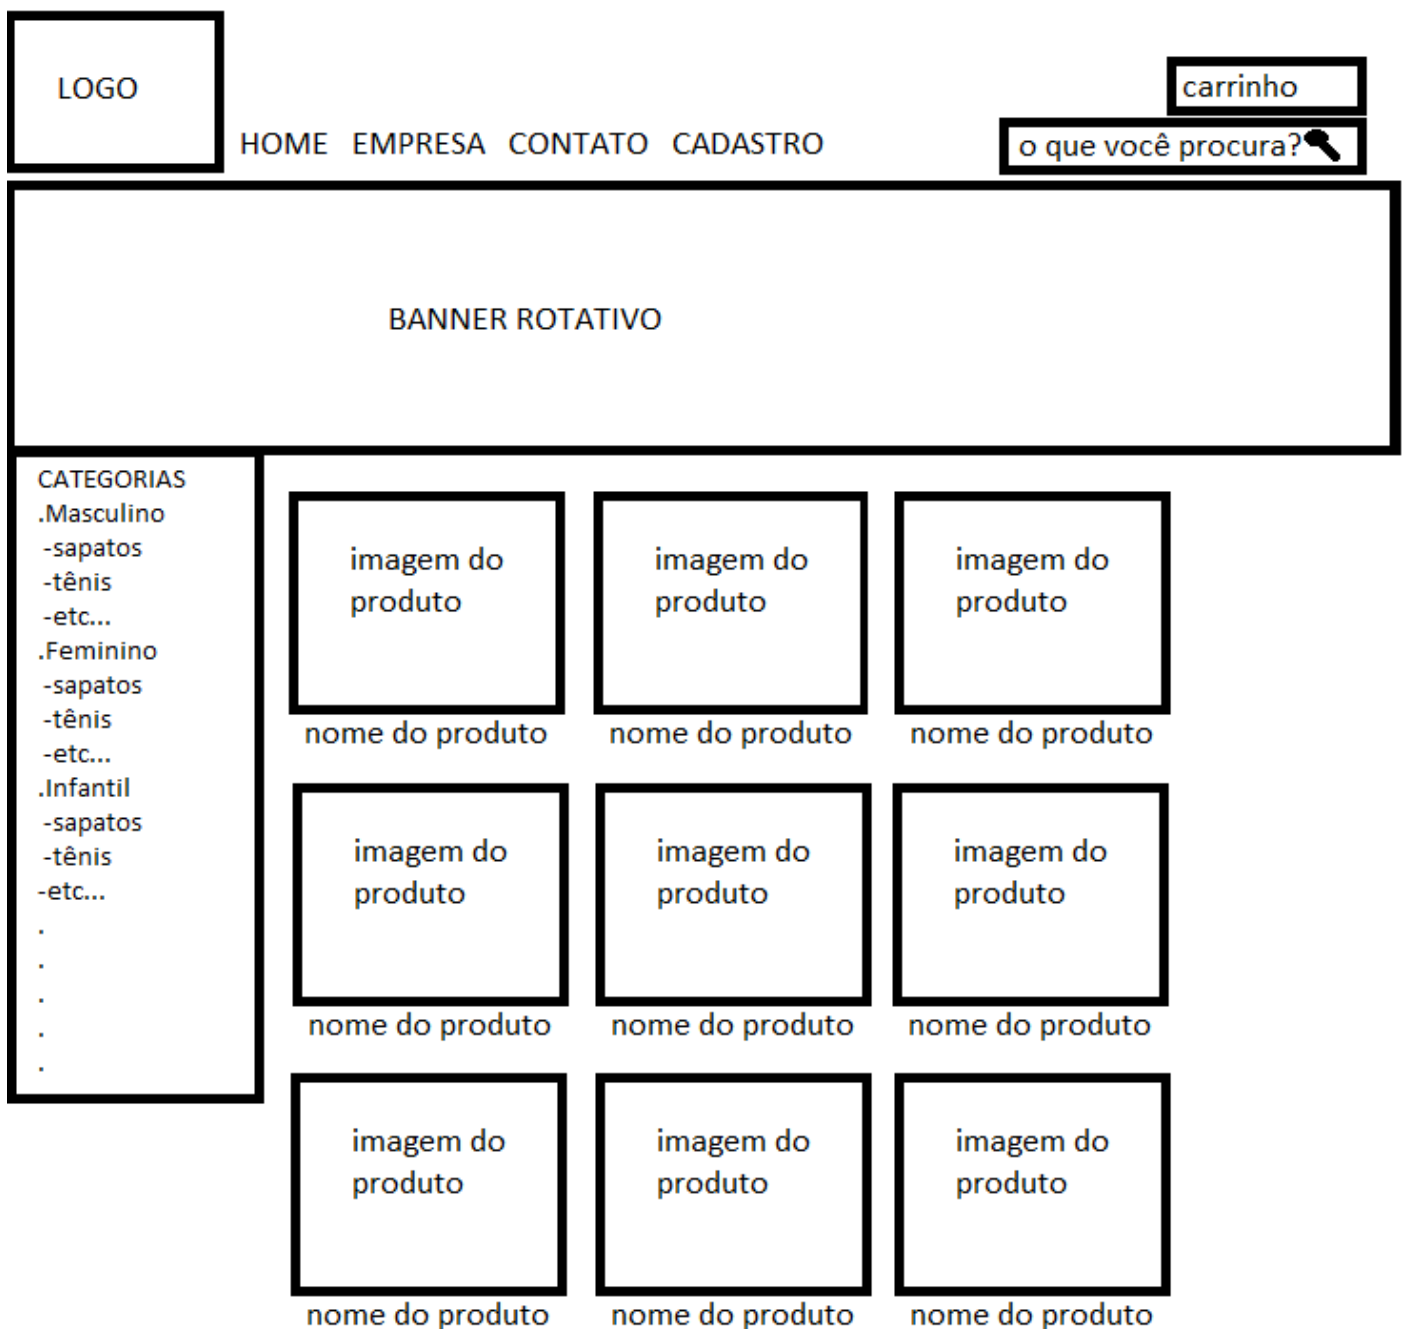 LOGO
carrinho
HOME EMPRESA CONTATO CADASTRO
o que você procura?
BANNER ROTATIVO
CATEGORIAS
.Masculino
-sapatos
-tênis
-etc...
.Feminino
-sapatos
-tênis
-etc...
.Infantil
-sapatos
-tênis
-etc...
.
.
.
.
.
imagem do
produto
nome do produto
imagem do
produto
nome do produto
imagem do
produto
nome do produto
imagem do
produto
nome do produto
imagem do
produto
nome do produto
imagem do
produto
nome do produto
imagem do
produto
nome do produto
imagem do
produto
nome do produto
imagem do
produto
nome do produto